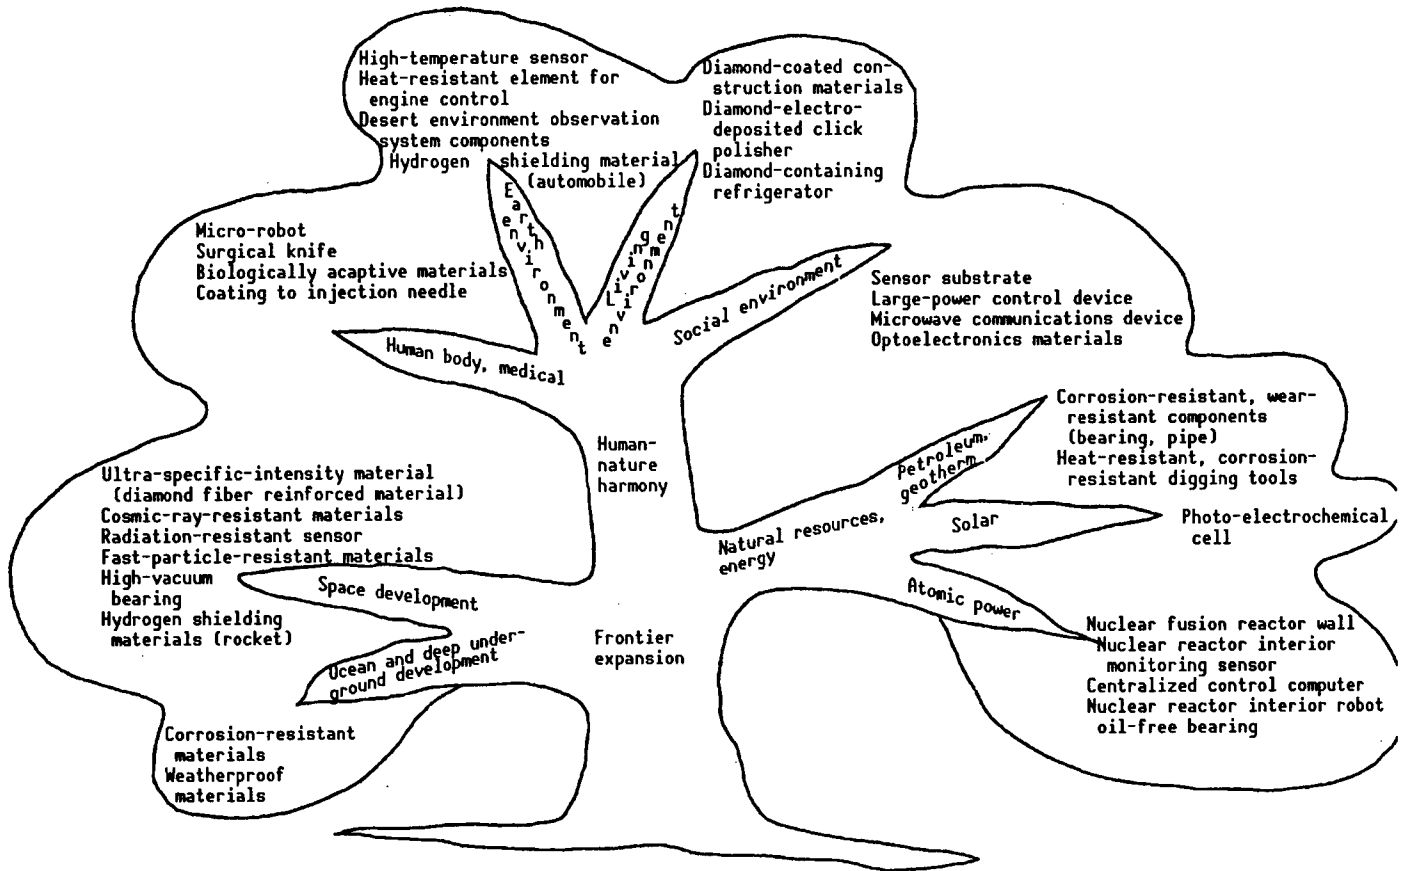 High-temperature sensor
Heat-resistant element for
engine control
Desert environment observation
system components
Hydrogen shielding material
(automobile)
Diamond-coated con-
struction materials
Diamond-electro-
deposited click
polisher
Diamond-containing
refrigerator
Micro-robot
Surgical knife
Biologically acaptive materials
Coating to injection needle
Earth
environment
Living
environment
Social environment
Human body, medical
Sensor substrate
Large-power control device
Microwave communications device
Optoelectronics materials
Human-
nature
harmony
Petroleum,
geotherm
Corrosion-resistant, wear-
resistant components
(bearing, pipe)
Heat-resistant, corrosion-
resistant digging tools
Natural resources,
energy
Solar
Photo-electrochemical
cell
Ultra-specific-intensity material
(diamond fiber reinforced material)
Cosmic-ray-resistant materials
Radiation-resistant sensor
Fast-particle-resistant materials
High-vacuum
bearing
Hydrogen shielding
materials (rocket)
Space development
Atomic power
Ocean and deep under-
ground development
Frontier
expansion
Nuclear fusion reactor wall
Nuclear reactor interior
monitoring sensor
Centralized control computer
Nuclear reactor interior robot
oil-free bearing
Corrosion-resistant
materials
Weatherproof
materials